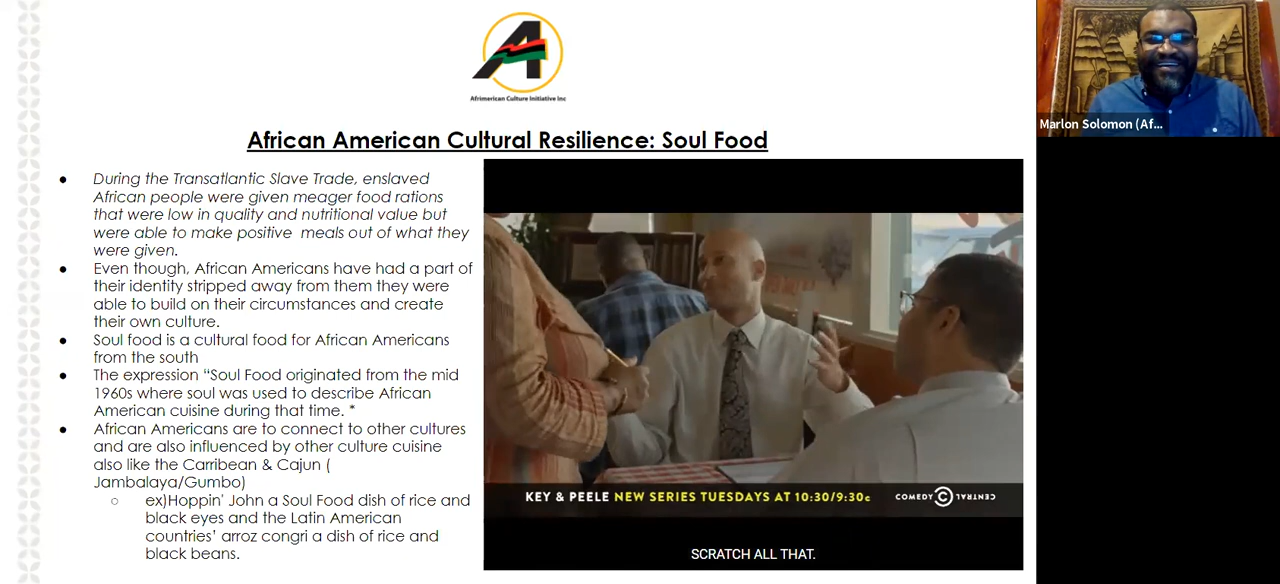 Afrimerican Culture Initiative Inc
African American Cultural Resilience: Soul Food
● During the Transatlantic Slave Trade, enslaved
African people were given meager food rations
that were low in quality and nutritional value but
were able to make positive  meals out of what they
were given.
● Even though, African Americans have had a part of
their identity stripped away from them they were
able to build on their circumstances and create
their own culture.
● Soul food is a cultural food for African Americans
from the south
● The expression “Soul Food originated from the mid
1960s where soul was used to describe African
American cuisine during that time. *
● African Americans are to connect to other cultures
and are also influenced by other culture cuisine
also like the Carribean & Cajun (
Jambalaya/Gumbo)
○ ex)Hoppin' John a Soul Food dish of rice and
black eyes and the Latin American
countries’ arroz congri a dish of rice and
black beans.
KEY & PEELE NEW SERIES TUESDAYS AT 10:30/9:30c
COMEDY CENTRAL
SCRATCH ALL THAT.
Marlon Solomon (Af...